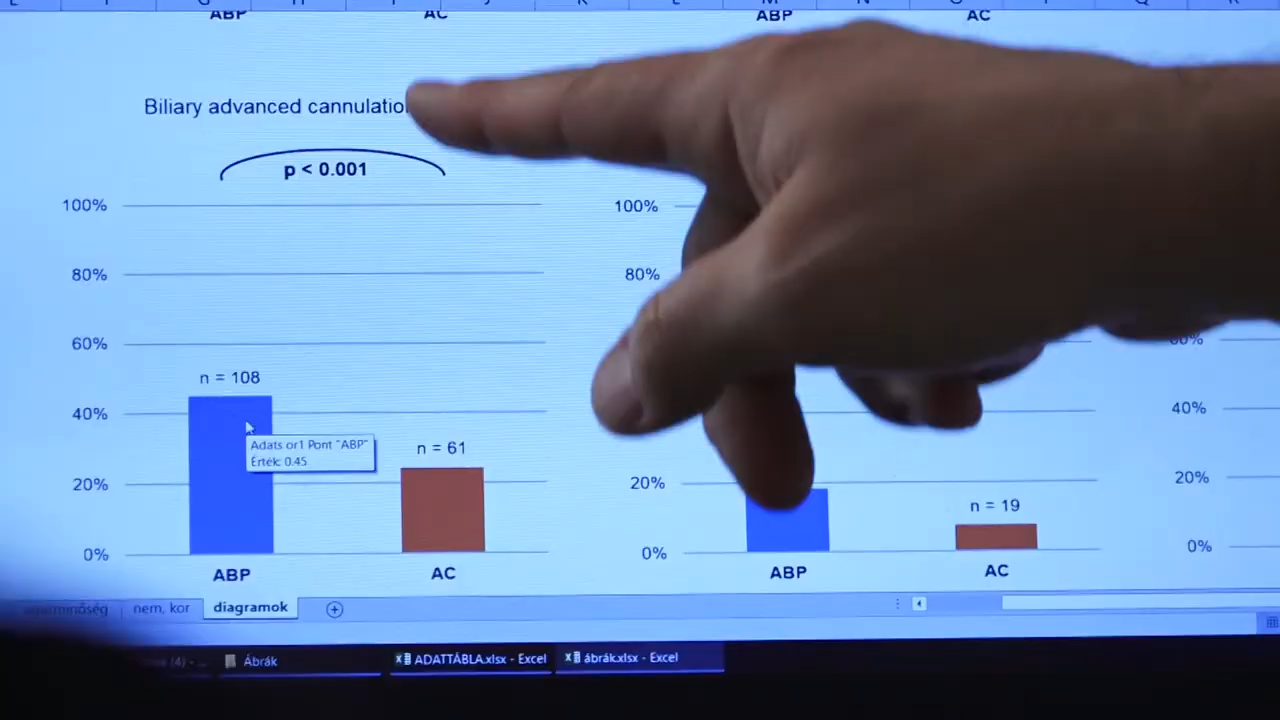 ABP AC ABP AC
Biliary advanced
p < 0.001
100%
80%
60%
40%
20%
0%
n = 108
n = 61
Adats or1 Pont "ABP"
Érték: 0.45
ABP AC
100%
80%
20%
0%
n = 19
ABP AC
60%
40%
20%
0%
nem, kor diagramok
Ábrák ADATTÁBLA.xlsx - Excel ábrák.xlsx - Excel